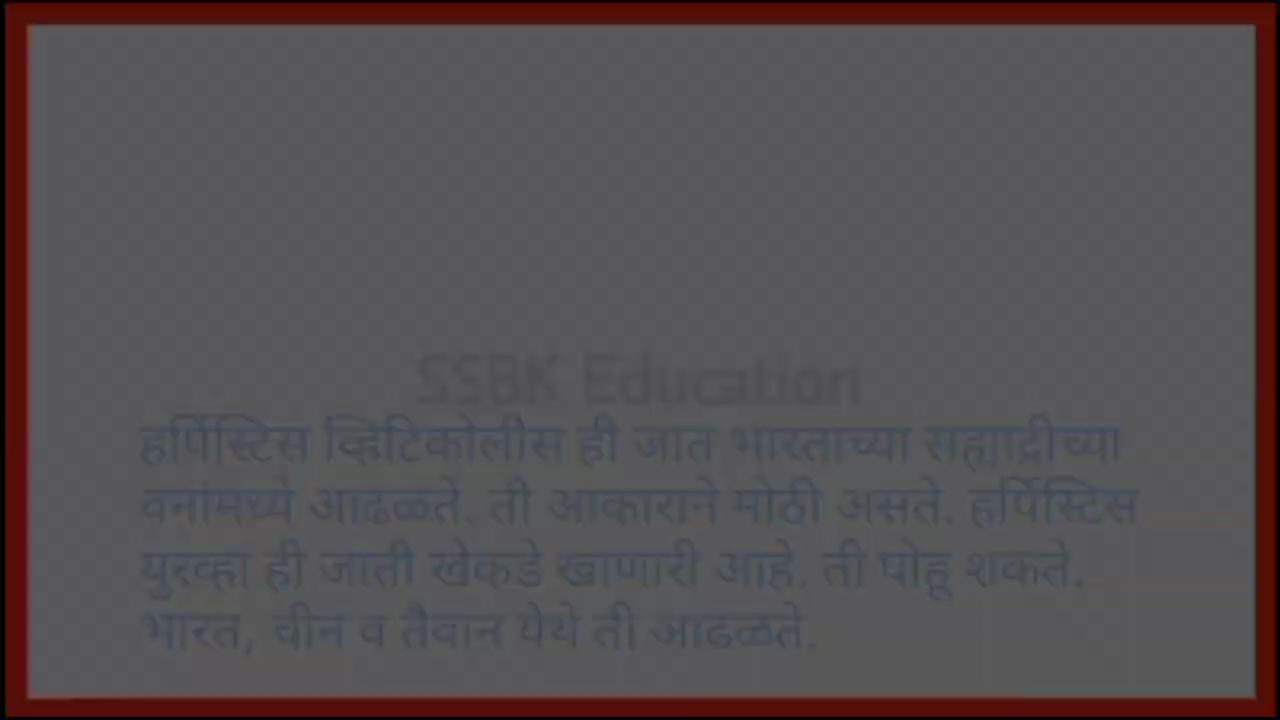 SSBK Education
हर्पिस्टिस व्हिटिकोलीस ही जात भारताच्या सह्याद्रीच्या
वनांमध्ये आढळते. ती आकाराने मोठी असते. हर्पिस्टिस
युरव्हा ही जाती खेकडे खाणारी आहे. ती पोहू शकते.
भारत, चीन व तैवान येथे ती आढळते.